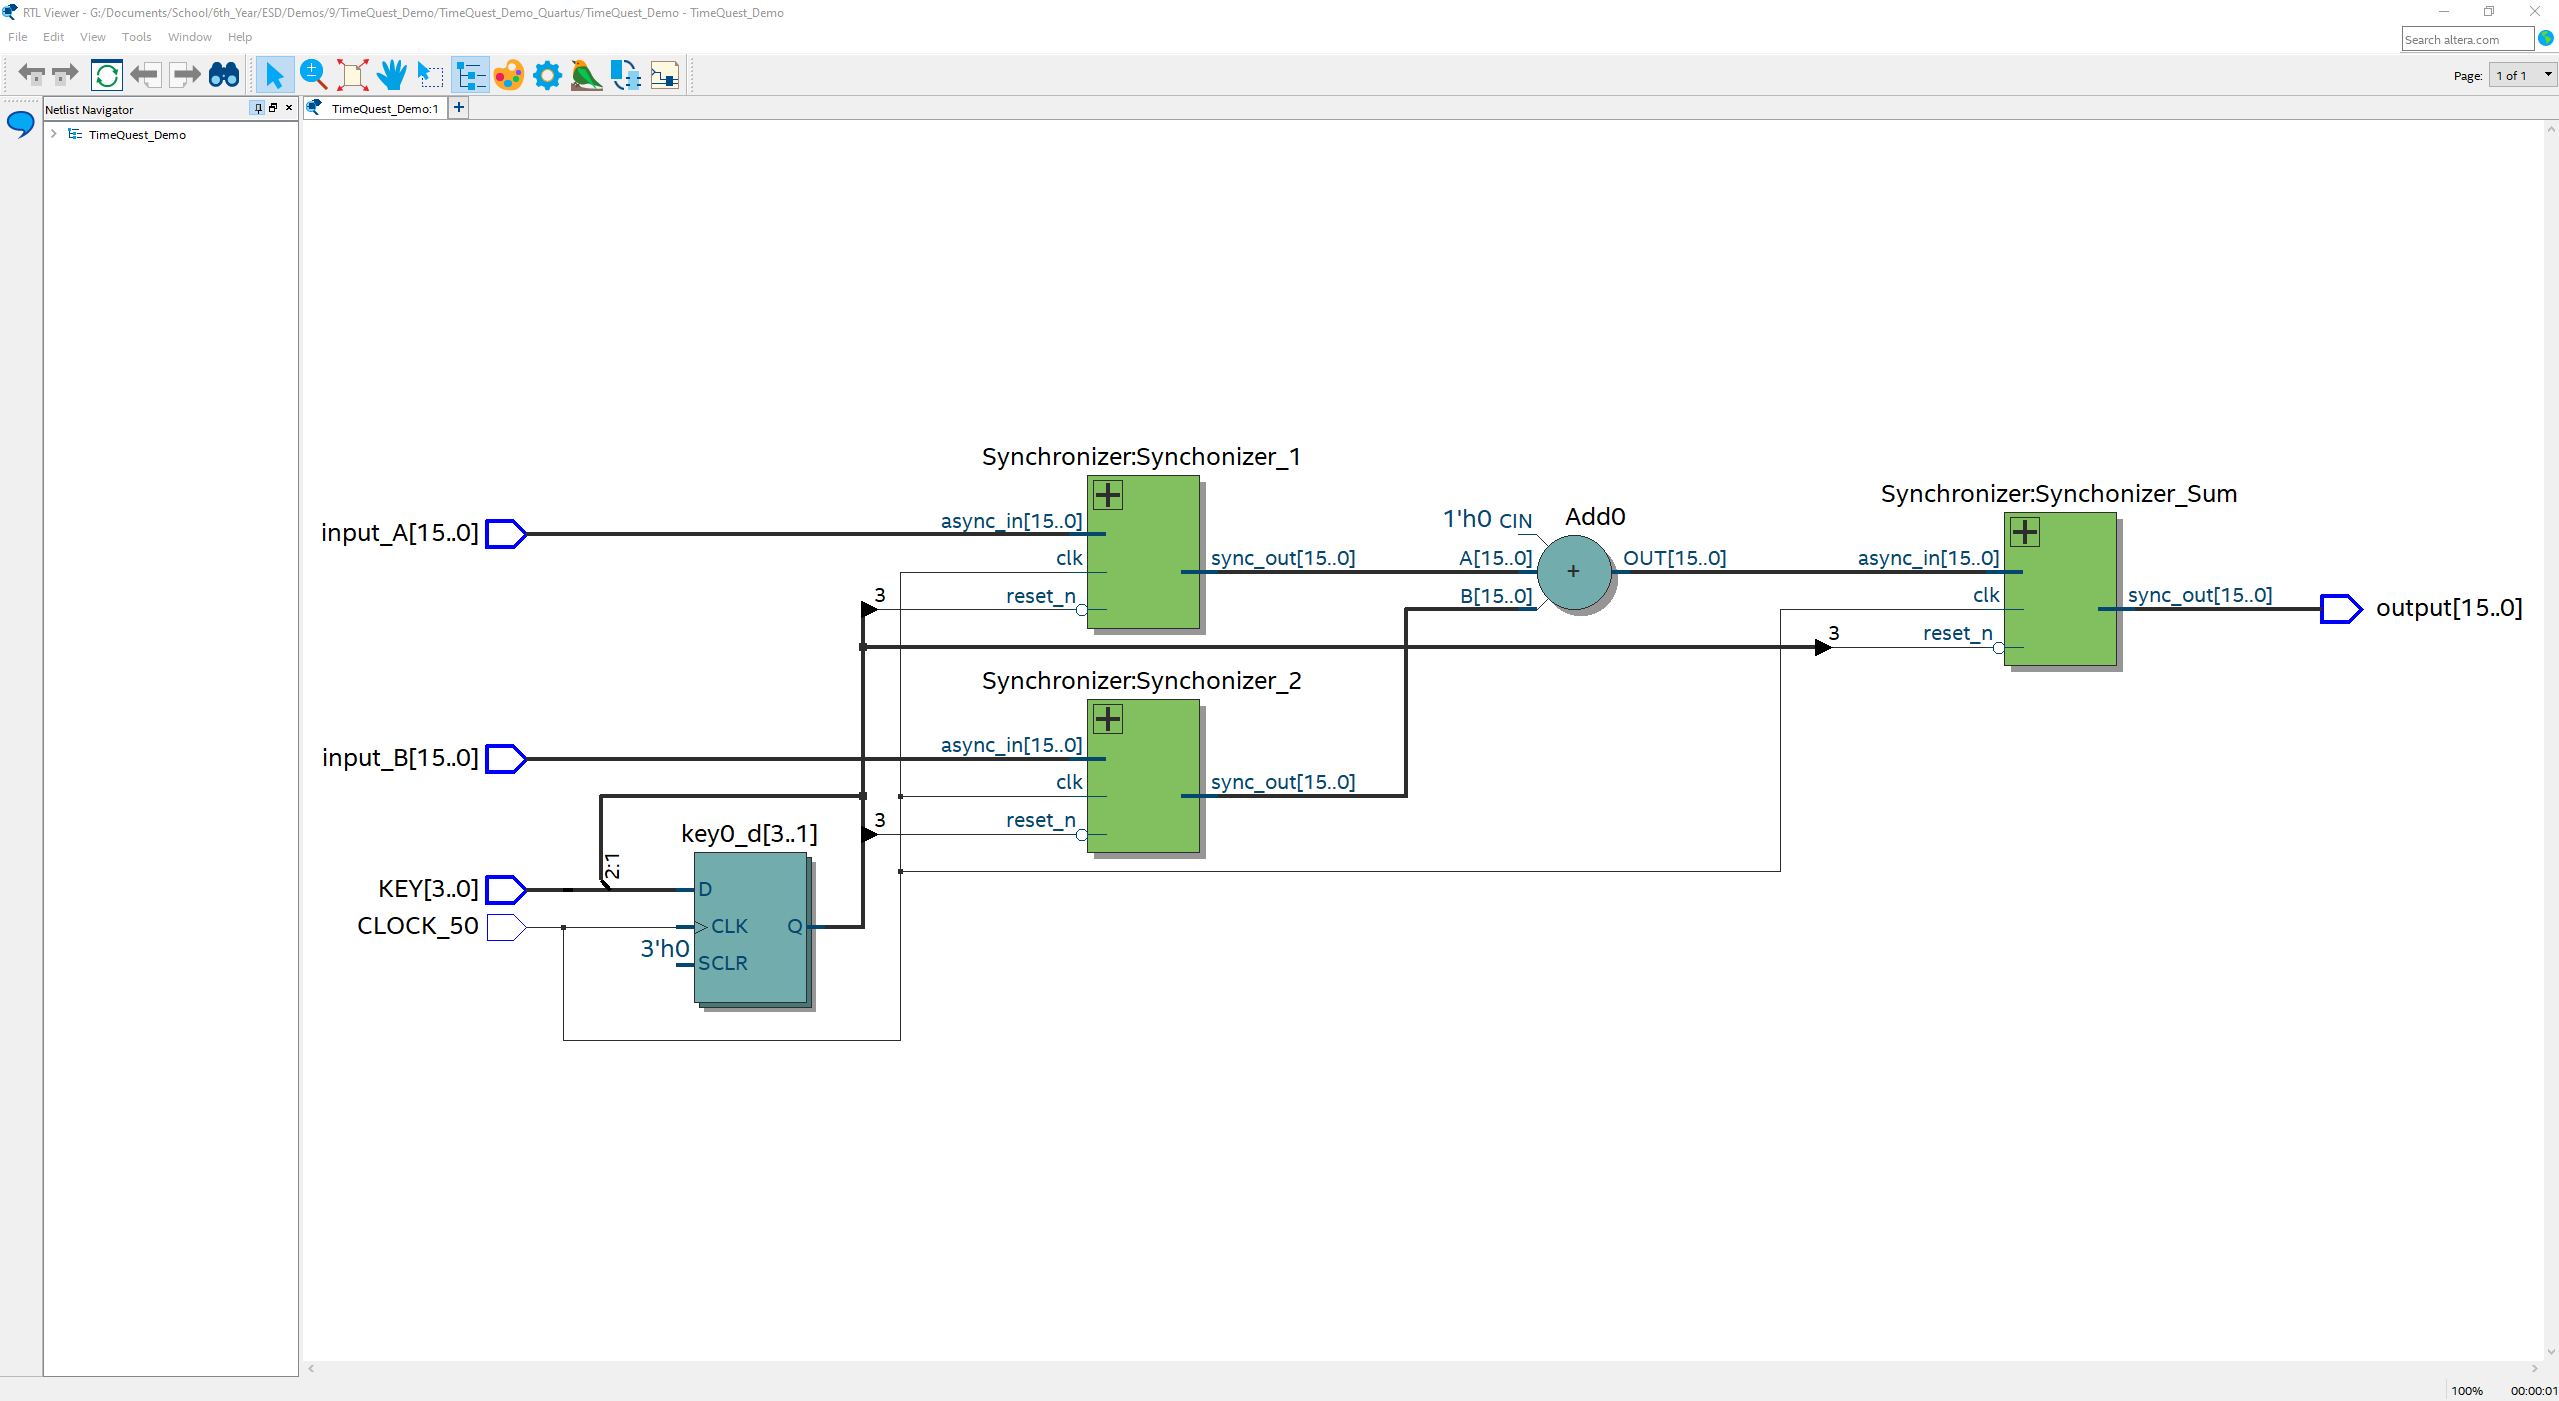 RTL Viewer - G:/Documents/School/6th_Year/ESD/Demos/9/TimeQuest_Demo/TimeQuest_Demo_Quartus/TimeQuest_Demo - TimeQuest_Demo
File Edit View Tools Window Help
Search altera.com
Page: 1 of 1
Netlist Navigator
TimeQuest_Demo:1
TimeQuest_Demo
Synchronizer:Synchonizer_1
Synchronizer:Synchonizer_Sum
input_A[15..0]
async_in[15..0]
clk
reset_n
3
sync_out[15..0]
1'h0 CIN
Add0
A[15..0]
B[15..0]
+
OUT[15..0]
async_in[15..0]
clk
reset_n
3
sync_out[15..0]
output[15..0]
Synchronizer:Synchonizer_2
input_B[15..0]
async_in[15..0]
clk
reset_n
3
sync_out[15..0]
key0_d[3..1]
2:1
KEY[3..0]
D
CLOCK_50
CLK
Q
3'h0
SCLR
100% 00:00:01